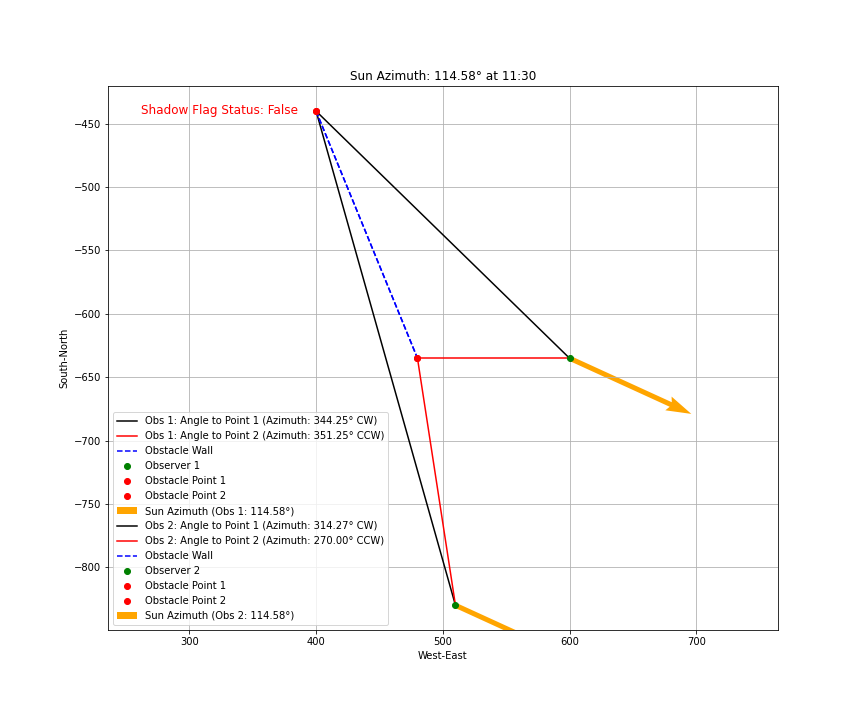 Sun Azimuth: 114.58° at 11:30
Shadow Flag Status: False
−450
−500
−550
−600
−650
−700
−750
−800
South-North
Obs 1: Angle to Point 1 (Azimuth: 344.25° CW)
Obs 1: Angle to Point 2 (Azimuth: 351.25° CCW)
Obstacle Wall
Observer 1
Obstacle Point 1
Obstacle Point 2
Sun Azimuth (Obs 1: 114.58°)
Obs 2: Angle to Point 1 (Azimuth: 314.27° CW)
Obs 2: Angle to Point 2 (Azimuth: 270.00° CCW)
Obstacle Wall
Observer 2
Obstacle Point 1
Obstacle Point 2
Sun Azimuth (Obs 2: 114.58°)
300 400 500 600 700
West-East